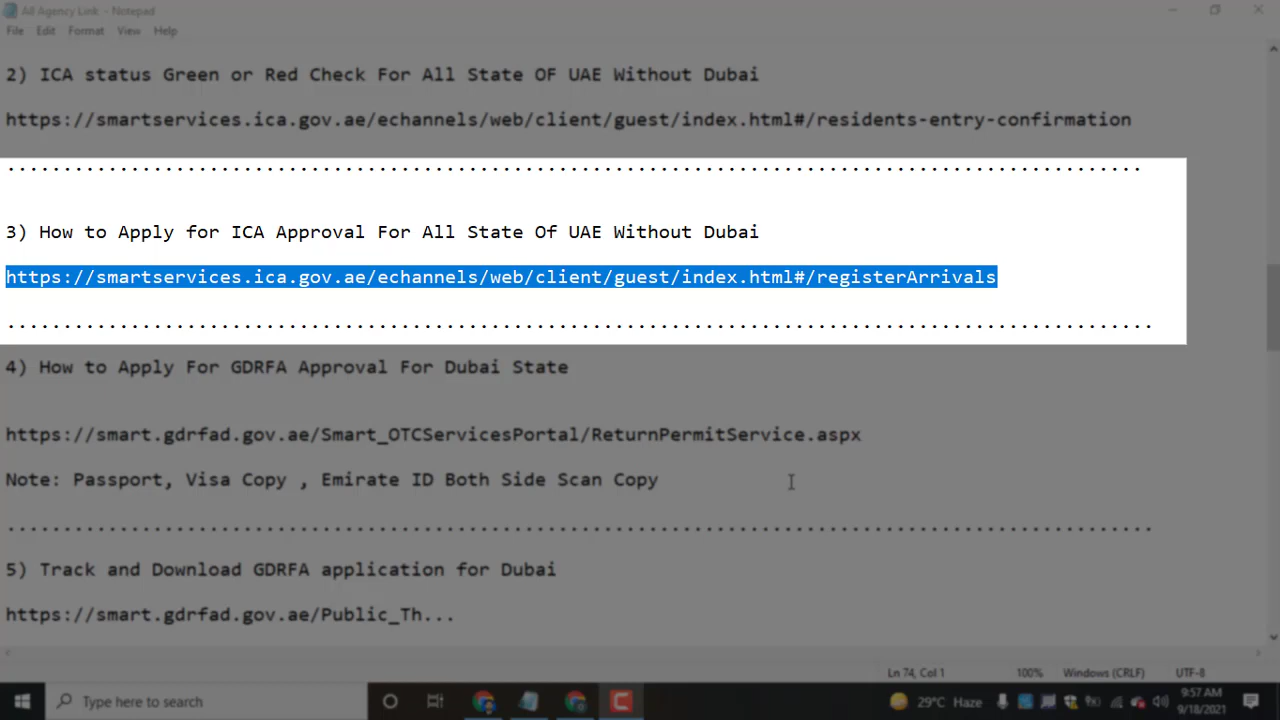 All Agency Link - Notepad
File Edit Format View Help
2) ICA status Green or Red Check For All State OF UAE Without Dubai
https://smartservices.ica.gov.ae/echannels/web/client/guest/index.html#/residents-entry-confirmation
.....................................................................................................
3) How to Apply for ICA Approval For All State Of UAE Without Dubai
https://smartservices.ica.gov.ae/echannels/web/client/guest/index.html#/registerArrivals
......................................................................................................
4) How to Apply For GDRFA Approval For Dubai State
https://smart.gdrfad.gov.ae/Smart_OTCServicesPortal/ReturnPermitService.aspx
Note: Passport, Visa Copy , Emirate ID Both Side Scan Copy
......................................................................................................
5) Track and Download GDRFA application for Dubai
https://smart.gdrfad.gov.ae/Public_Th...
Ln 74, Col 1 100% Windows (CRLF) UTF-8
Type here to search
29°C Haze
9:57 AM
9/18/2021